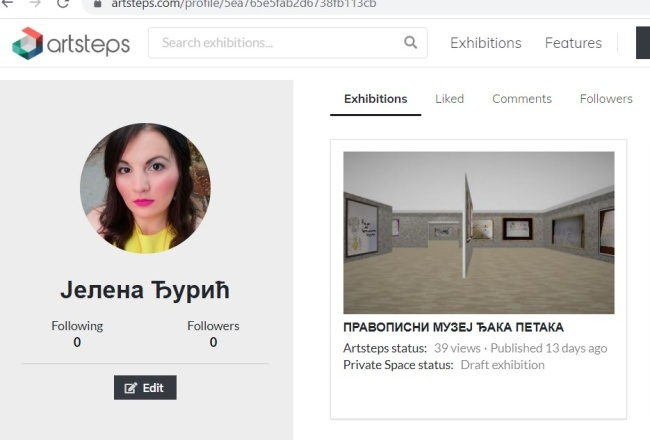 artsteps.com/profile/5ea765e5fab2d6738fb113cb
artsteps
Search exhibitions...
Exhibitions
Features
Exhibitions
Liked
Comments
Followers
Јелена Ђурић
Following
0
Followers
0
Edit
ПРАВОПИСНИ МУЗЕЈ ЂАКА ПЕТАКА
Artsteps status: 39 views · Published 13 days ago
Private Space status: Draft exhibition